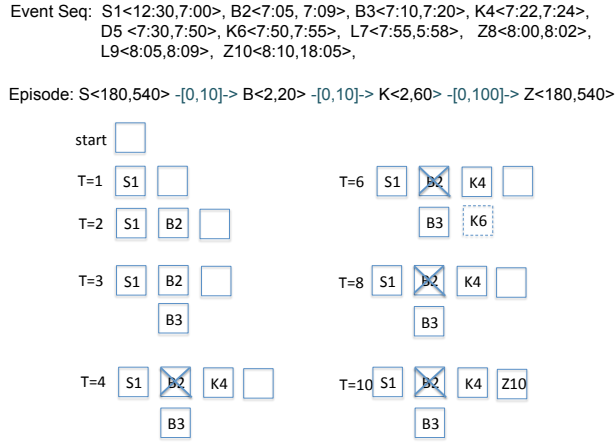 Event Seq: S1<12:30,7:00>, B2<7:05, 7:09>, B3<7:10,7:20>, K4<7:22,7:24>,
D5 <7:30,7:50>, K6<7:50,7:55>, L7<7:55,5:58>, Z8<8:00,8:02>,
L9<8:05,8:09>, Z10<8:10,18:05>,
Episode: S<180,540> -[0,10]-> B<2,20> -[0,10]-> K<2,60> -[0,100]-> Z<180,540>
start
T=1 S1
T=2 S1 B2
T=3 S1 B2
B3
T=4 S1 B2 K4
B3
T=6 S1 B2 K4
B3 K6
T=8 S1 B2 K4
B3
T=10 S1 B2 K4 Z10
B3